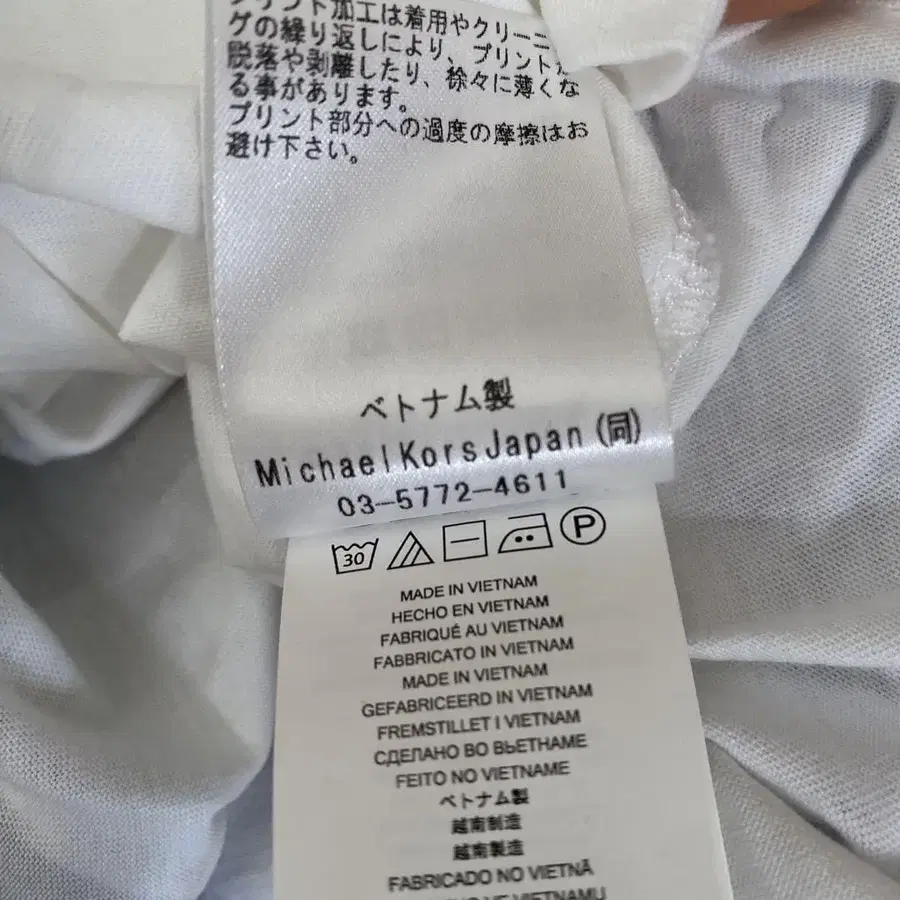 プリント加工は着用やクリーニン
グの繰り返しにより、プリントが
脱落や剥離したり、徐々に薄くな
る事があります。
プリント部分への過度の摩擦はお
避け下さい。
ベトナム製
Michael Kors Japan (同)
03-5772-4611
30 P
MADE IN VIETNAM
HECHO EN VIETNAM
FABRIQUÉ AU VIETNAM
FABBRICATO IN VIETNAM
MADE IN VIETNAM
GEFABRICEERD IN VIETNAM
FREMSTILLET I VIETNAM
СДЕЛАНО ВО ВЬЕТНАМЕ
FEITO NO VIETNAME
ベトナム製
越南制造
越南製造
FABRICADO NO VIETNÃ
VIETNAMU